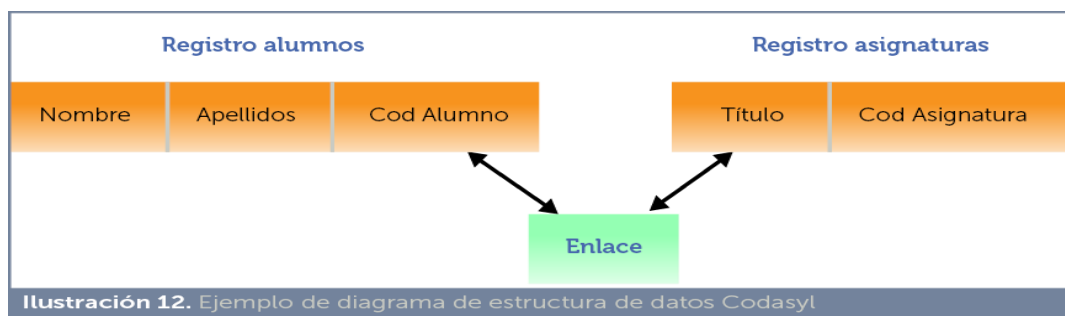 Registro alumnos
Registro asignaturas
Nombre Apellidos Cod Alumno
Título Cod Asignatura
Enlace
Ilustración 12. Ejemplo de diagrama de estructura de datos Codasyl